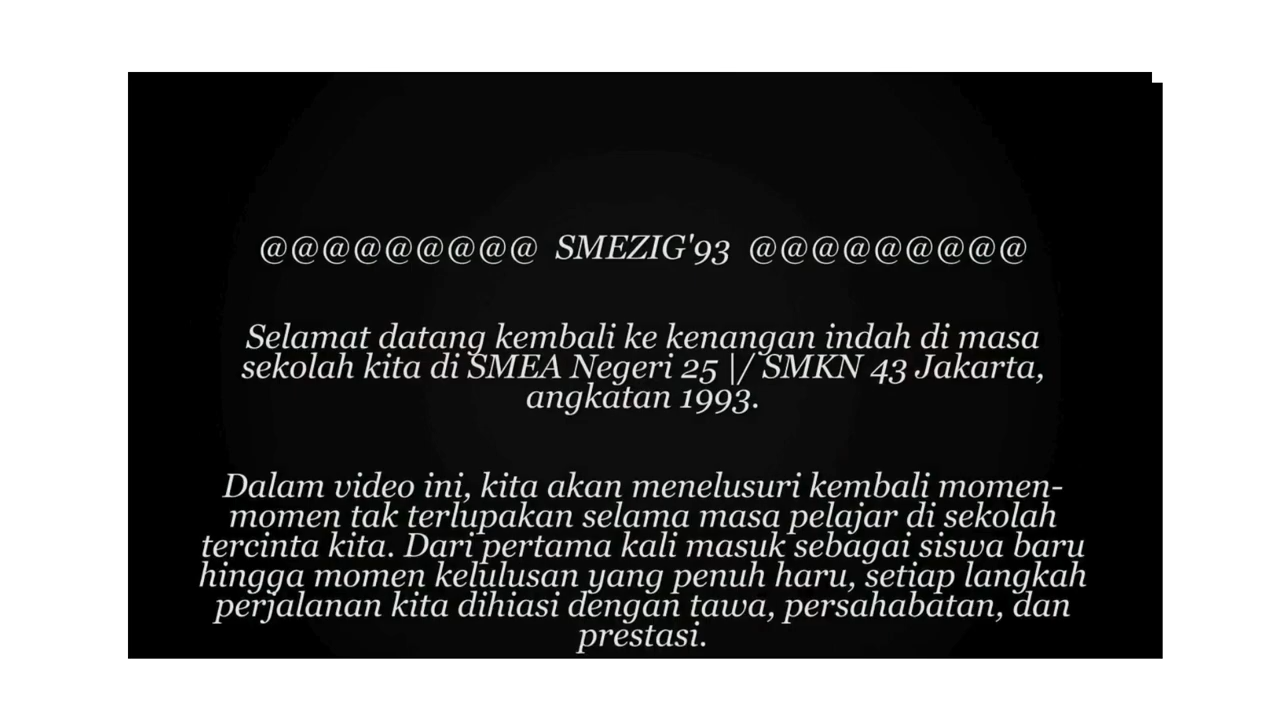 @@@@@@@@@ SMEZIG'93 @@@@@@@@@
Selamat datang kembali ke kenangan indah di masa
sekolah kita di SMEA Negeri 25 |/ SMKN 43 Jakarta,
angkatan 1993.
Dalam video ini, kita akan menelusuri kembali momen-
momen tak terlupakan selama masa pelajar di sekolah
tercinta kita. Dari pertama kali masuk sebagai siswa baru
hingga momen kelulusan yang penuh haru, setiap langkah
perjalanan kita dihiasi dengan tawa, persahabatan, dan
prestasi.